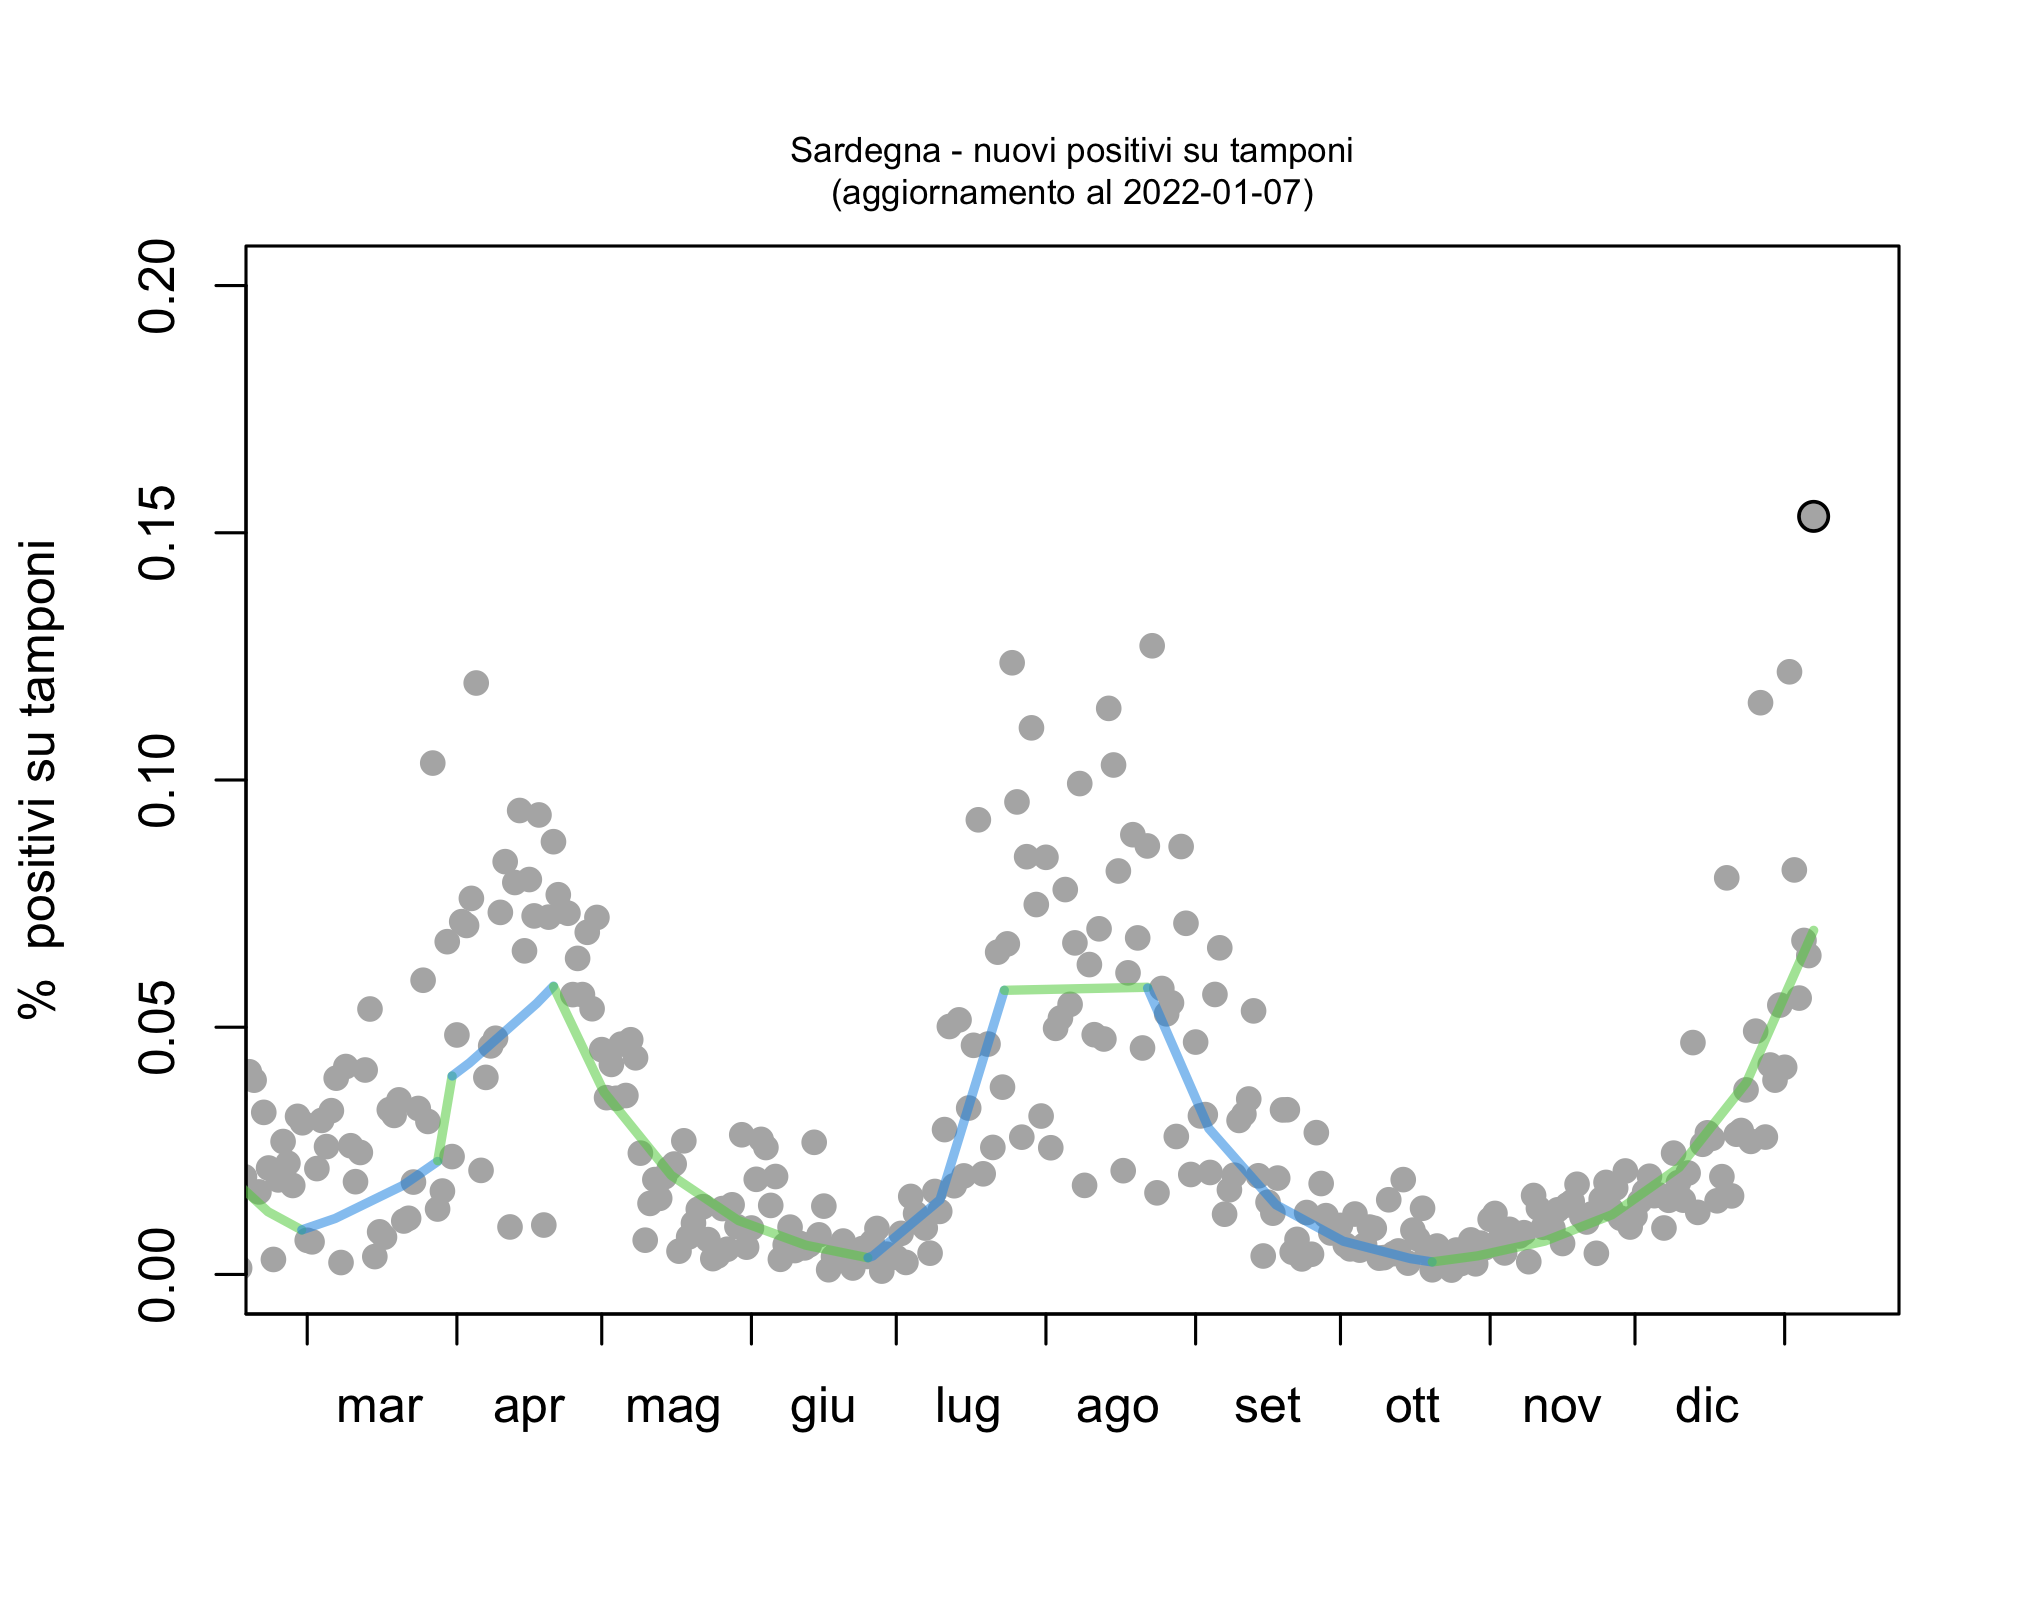 Sardegna - nuovi positivi su tamponi
(aggiornamento al 2022-01-07)
% positivi su tamponi
0.20
0.15
0.10
0.05
0.00
mar apr mag giu lug ago set ott nov dic